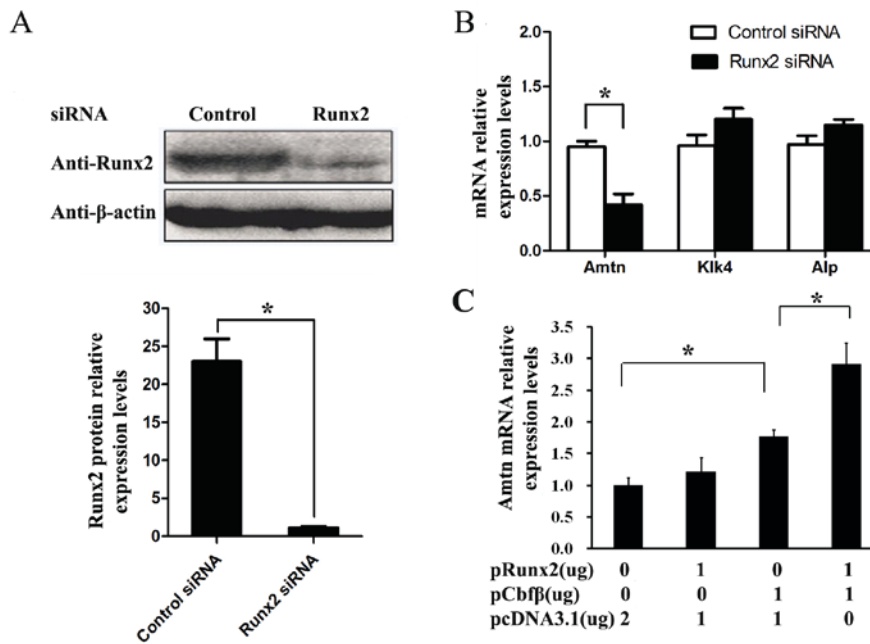 A
siRNA Control Runx2
Anti-Runx2
Anti-β-actin
Runx2 protein relative
expression levels
30
25
20
15
10
5
0
*
Control siRNA
Runx2 siRNA
B
Control siRNA
Runx2 siRNA
mRNA relative
expression levels
2.0
1.5
1.0
0.5
0.0
*
Amtn Klk4 Alp
C
Amtn mRNA relative
expression levels
3.5
3.0
2.5
2.0
1.5
1.0
0.5
0.0
*
*
pRunx2(ug) 0 1 0 1
pCbfβ(ug) 0 0 1 1
pcDNA3.1(ug) 2 1 1 0